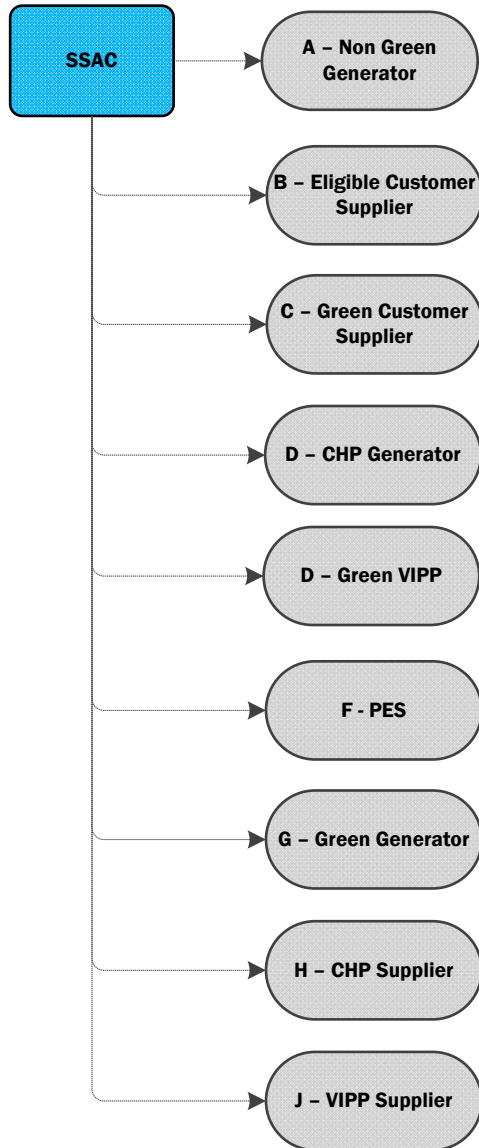 SSAC
A – Non Green
Generator
B – Eligible Customer
Supplier
C – Green Customer
Supplier
D – CHP Generator
D – Green VIPP
F - PES
G – Green Generator
H – CHP Supplier
J – VIPP Supplier